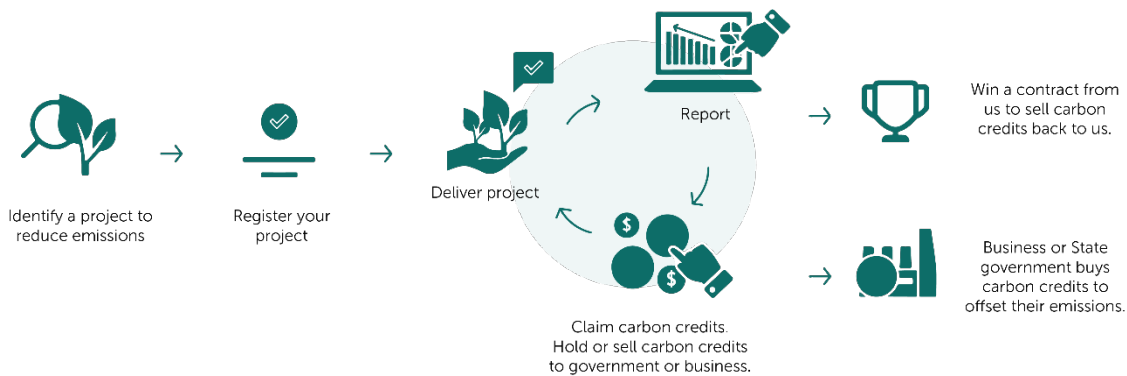 Identify a project to
reduce emissions
Register your
project
Deliver project
Report
$
$
Claim carbon credits.
Hold or sell carbon credits
to government or business.
Win a contract from
us to sell carbon
credits back to us.
Business or State
government buys
carbon credits to
offset their emissions.